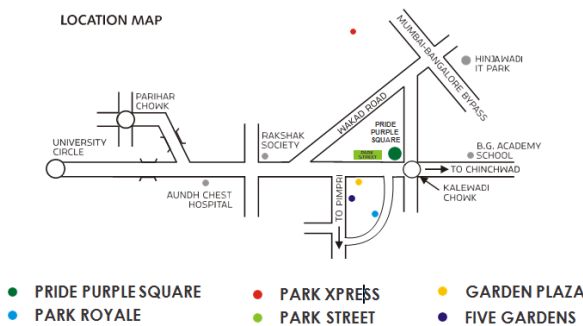 LOCATION MAP
MUMBAI-BANGALORE BYPASS
HINJAWADI
IT PARK
PARIHAR
CHOWK
WAKAD ROAD
PRIDE
PURPLE
SQUARE
RAKSHAK
SOCIETY
PARK
STREET
UNIVERSITY
CIRCLE
B.G. ACADEMY
SCHOOL
TO CHINCHWAD
KALEWADI
CHOWK
AUNDH CHEST
HOSPITAL
TO PIMPRI
PRIDE PURPLE SQUARE
PARK XPRESS
GARDEN PLAZA
PARK ROYALE
PARK STREET
FIVE GARDENS